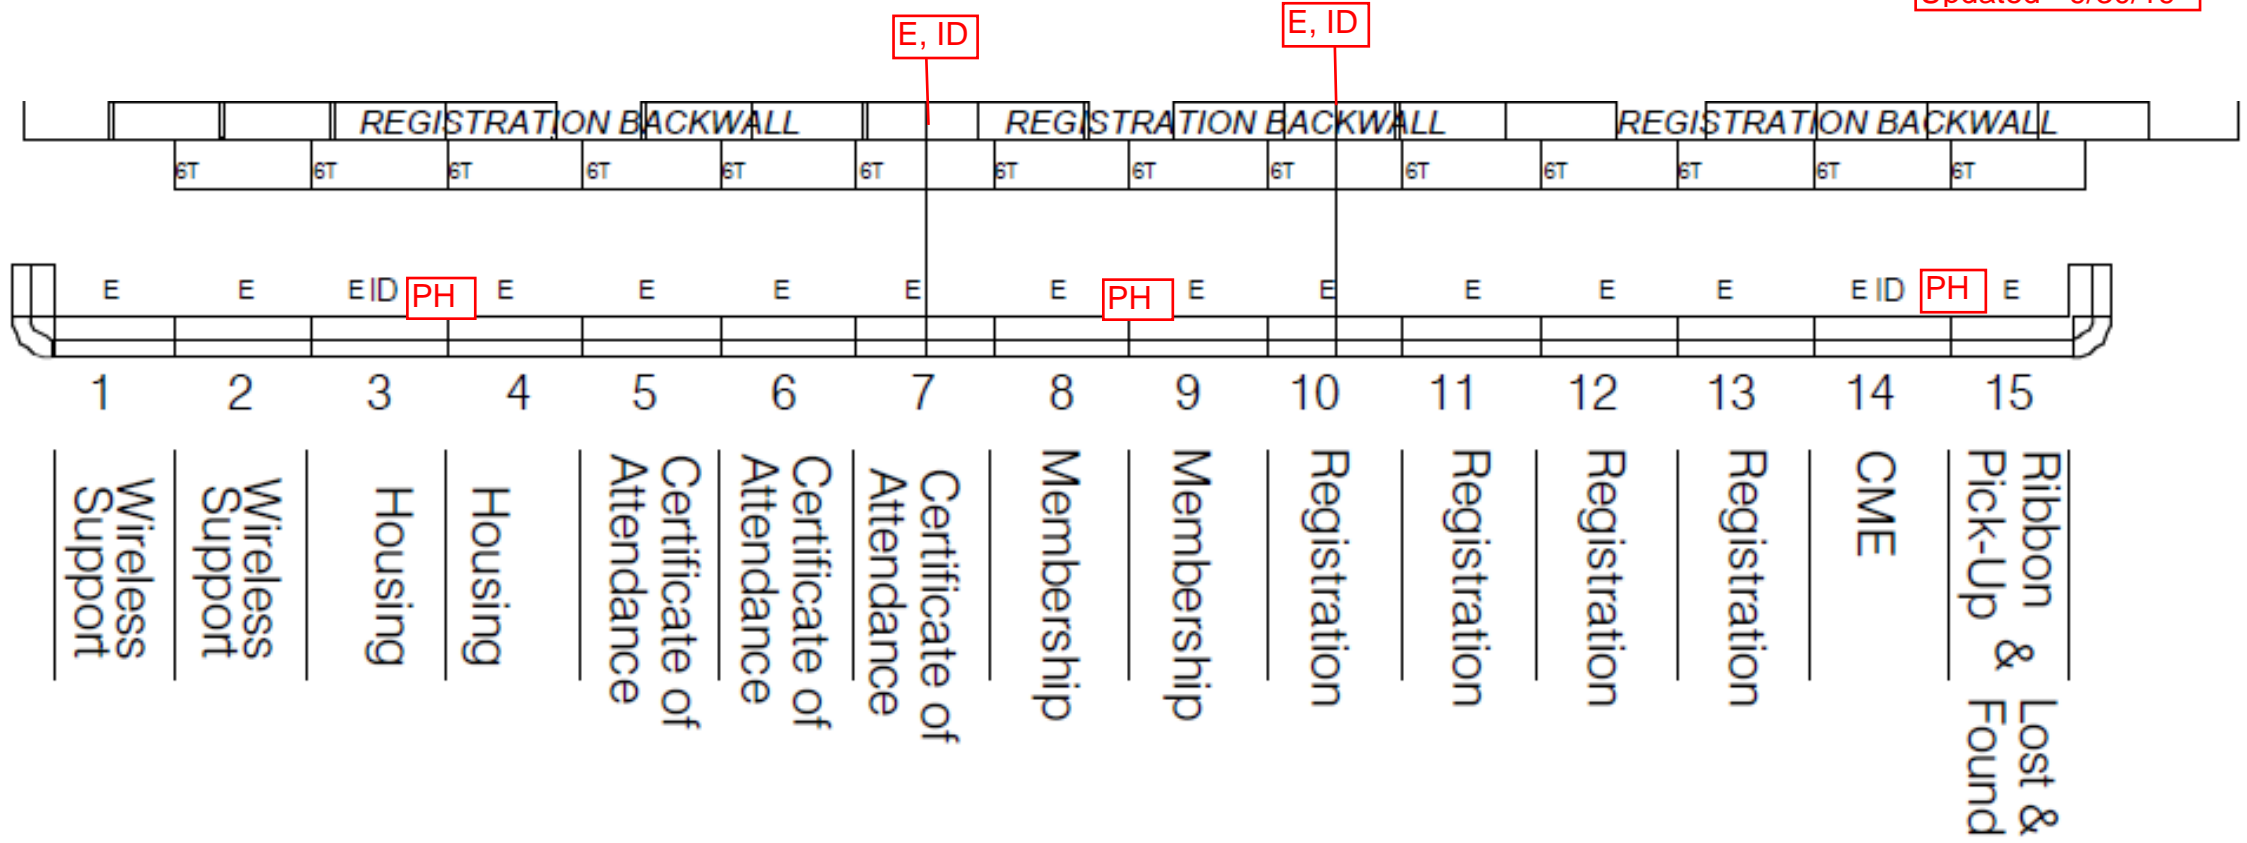 E, ID
E, ID
REGISTRATION BACKWALL REGISTRATION BACKWALL REGISTRATION BACKWALL
6T 6T 6T 6T 6T 6T 6T 6T 6T 6T 6T 6T 6T 6T
E E E ID PH E E E E E PH E E E E E E ID PH E
1 2 3 4 5 6 7 8 9 10 11 12 13 14 15
Wireless
Support
Wireless
Support
Housing
Housing
Certificate of
Attendance
Certificate of
Attendance
Certificate of
Attendance
Membership
Membership
Registration
Registration
Registration
Registration
CME
Ribbon
Pick-Up &
Lost &
Found